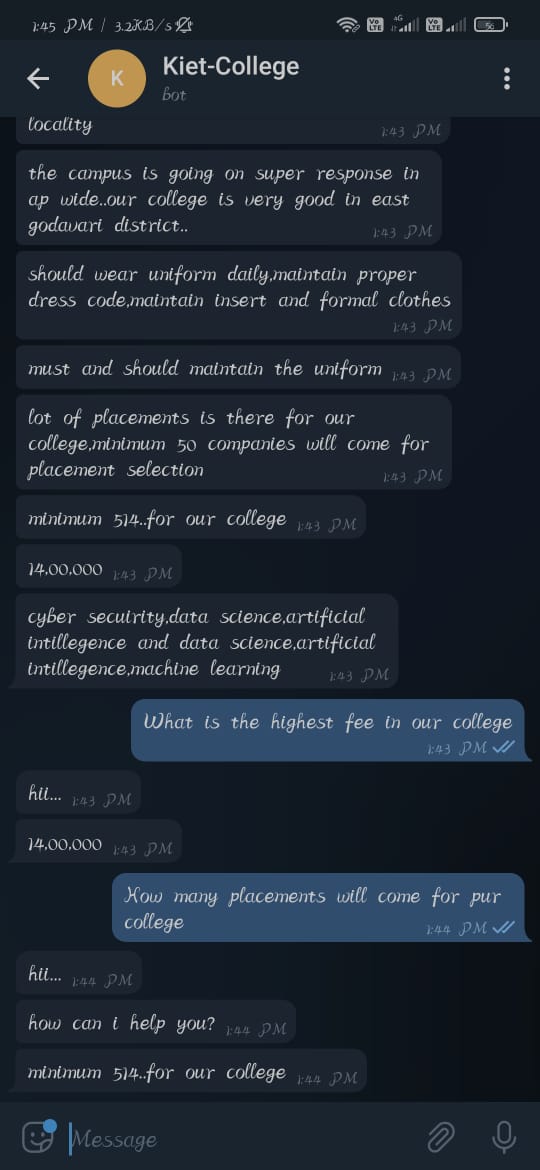 1:45 PM / 3.2KB/s
Vo LTE 4G Vo LTE 56
K
Kiet-College
bot
locality
1:43 PM
the campus is going on super response in
ap wide..our college is very good in east
godavari district..
1:43 PM
should wear uniform daily,maintain proper
dress code,maintain insert and formal clothes
1:43 PM
must and should maintain the uniform 1:43 PM
lot of placements is there for our
college,minimum 50 companies will come for
placement selection
1:43 PM
minimum 514..for our college 1:43 PM
14,00,000 1:43 PM
cyber secuirity,data science,artificial
intillegence and data science,artificial
intillegence,machine learning
1:43 PM
What is the highest fee in our college
1:43 PM
hii... 1:43 PM
14,00,000 1:43 PM
How many placements will come for pur
college
1:44 PM
hii... 1:44 PM
how can i help you? 1:44 PM
minimum 514..for our college 1:44 PM
Message